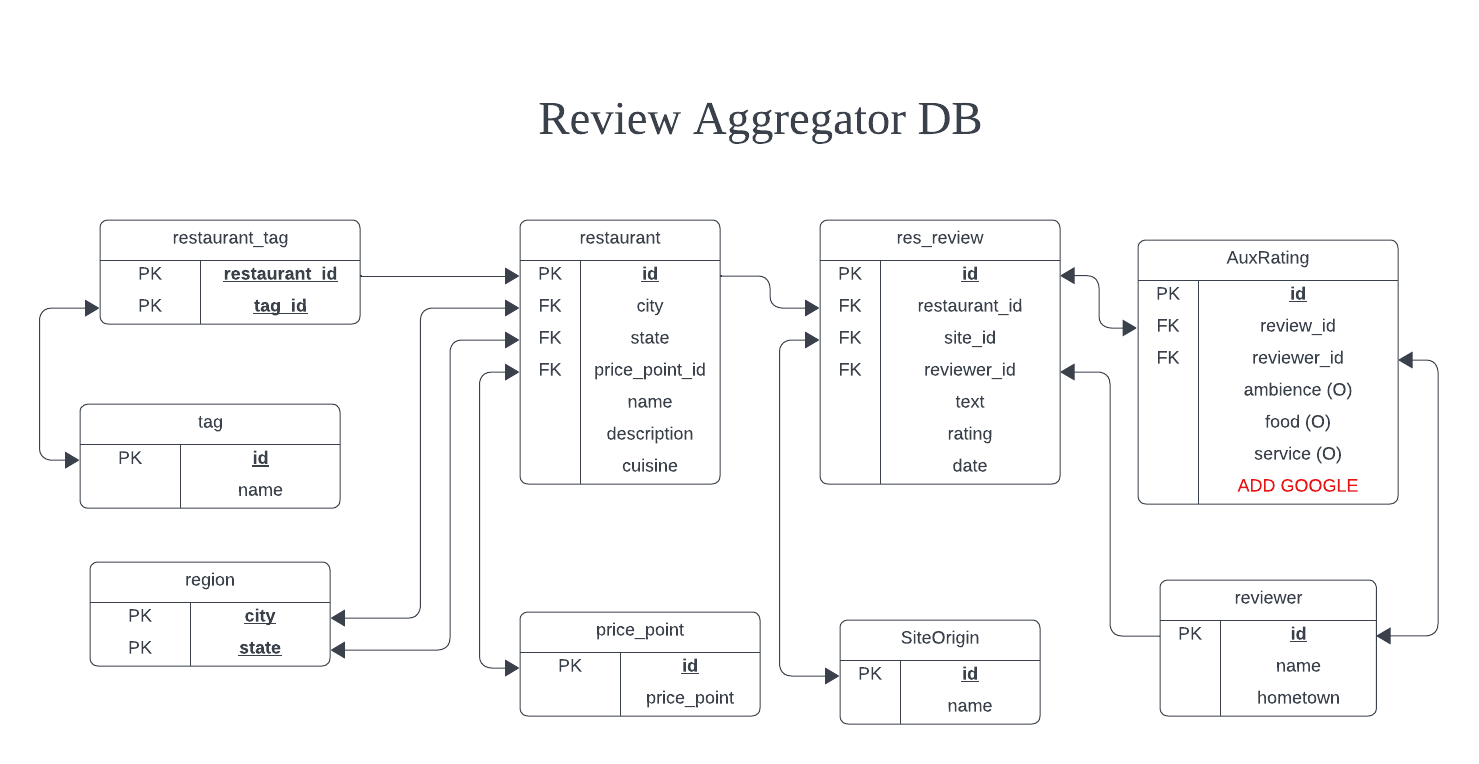 Review Aggregator DB
restaurant_tag
PK restaurant_id
PK tag_id
tag
PK id
name
region
PK city
PK state
restaurant
PK id
FK city
FK state
FK price_point_id
name
description
cuisine
price_point
PK id
price_point
res_review
PK id
FK restaurant_id
FK site_id
FK reviewer_id
text
rating
date
SiteOrigin
PK id
name
AuxRating
PK id
FK review_id
FK reviewer_id
ambience (O)
food (O)
service (O)
ADD GOOGLE
reviewer
PK id
name
hometown